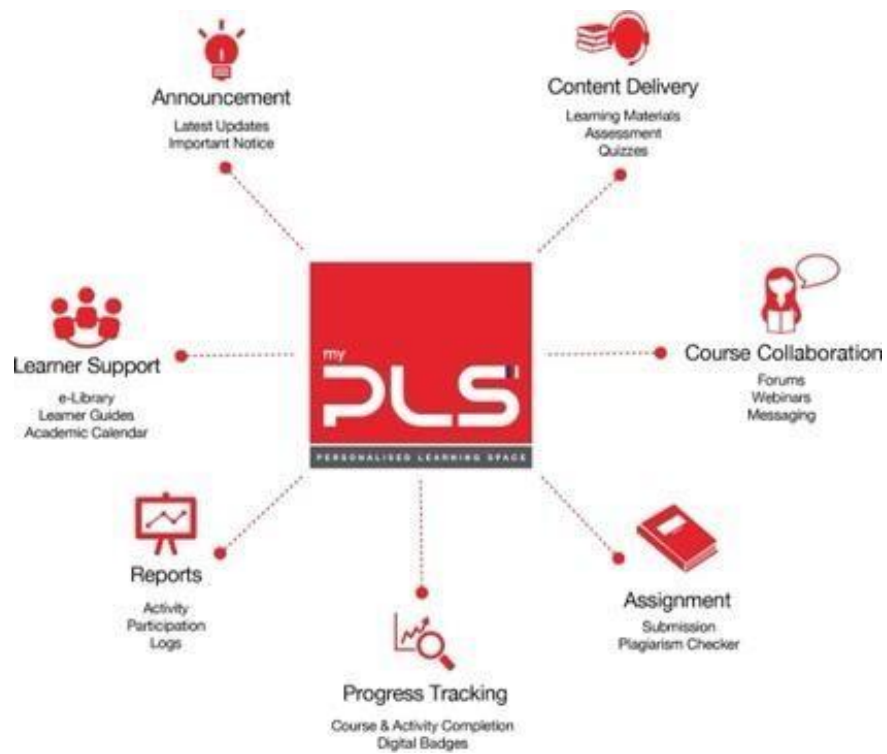 Announcement
Latest Updates
Important Notice
Content Delivery
Learning Materials
Assessment
Quizzes
Learner Support
e-Library
Learner Guides
Academic Calendar
my
PLS
PERSONALISED LEARNING SPACE
Course Collaboration
Forums
Webinars
Messaging
Reports
Activity
Participation
Logs
Progress Tracking
Course & Activity Completion
Digital Badges
Assignment
Submission
Plagiarism Checker